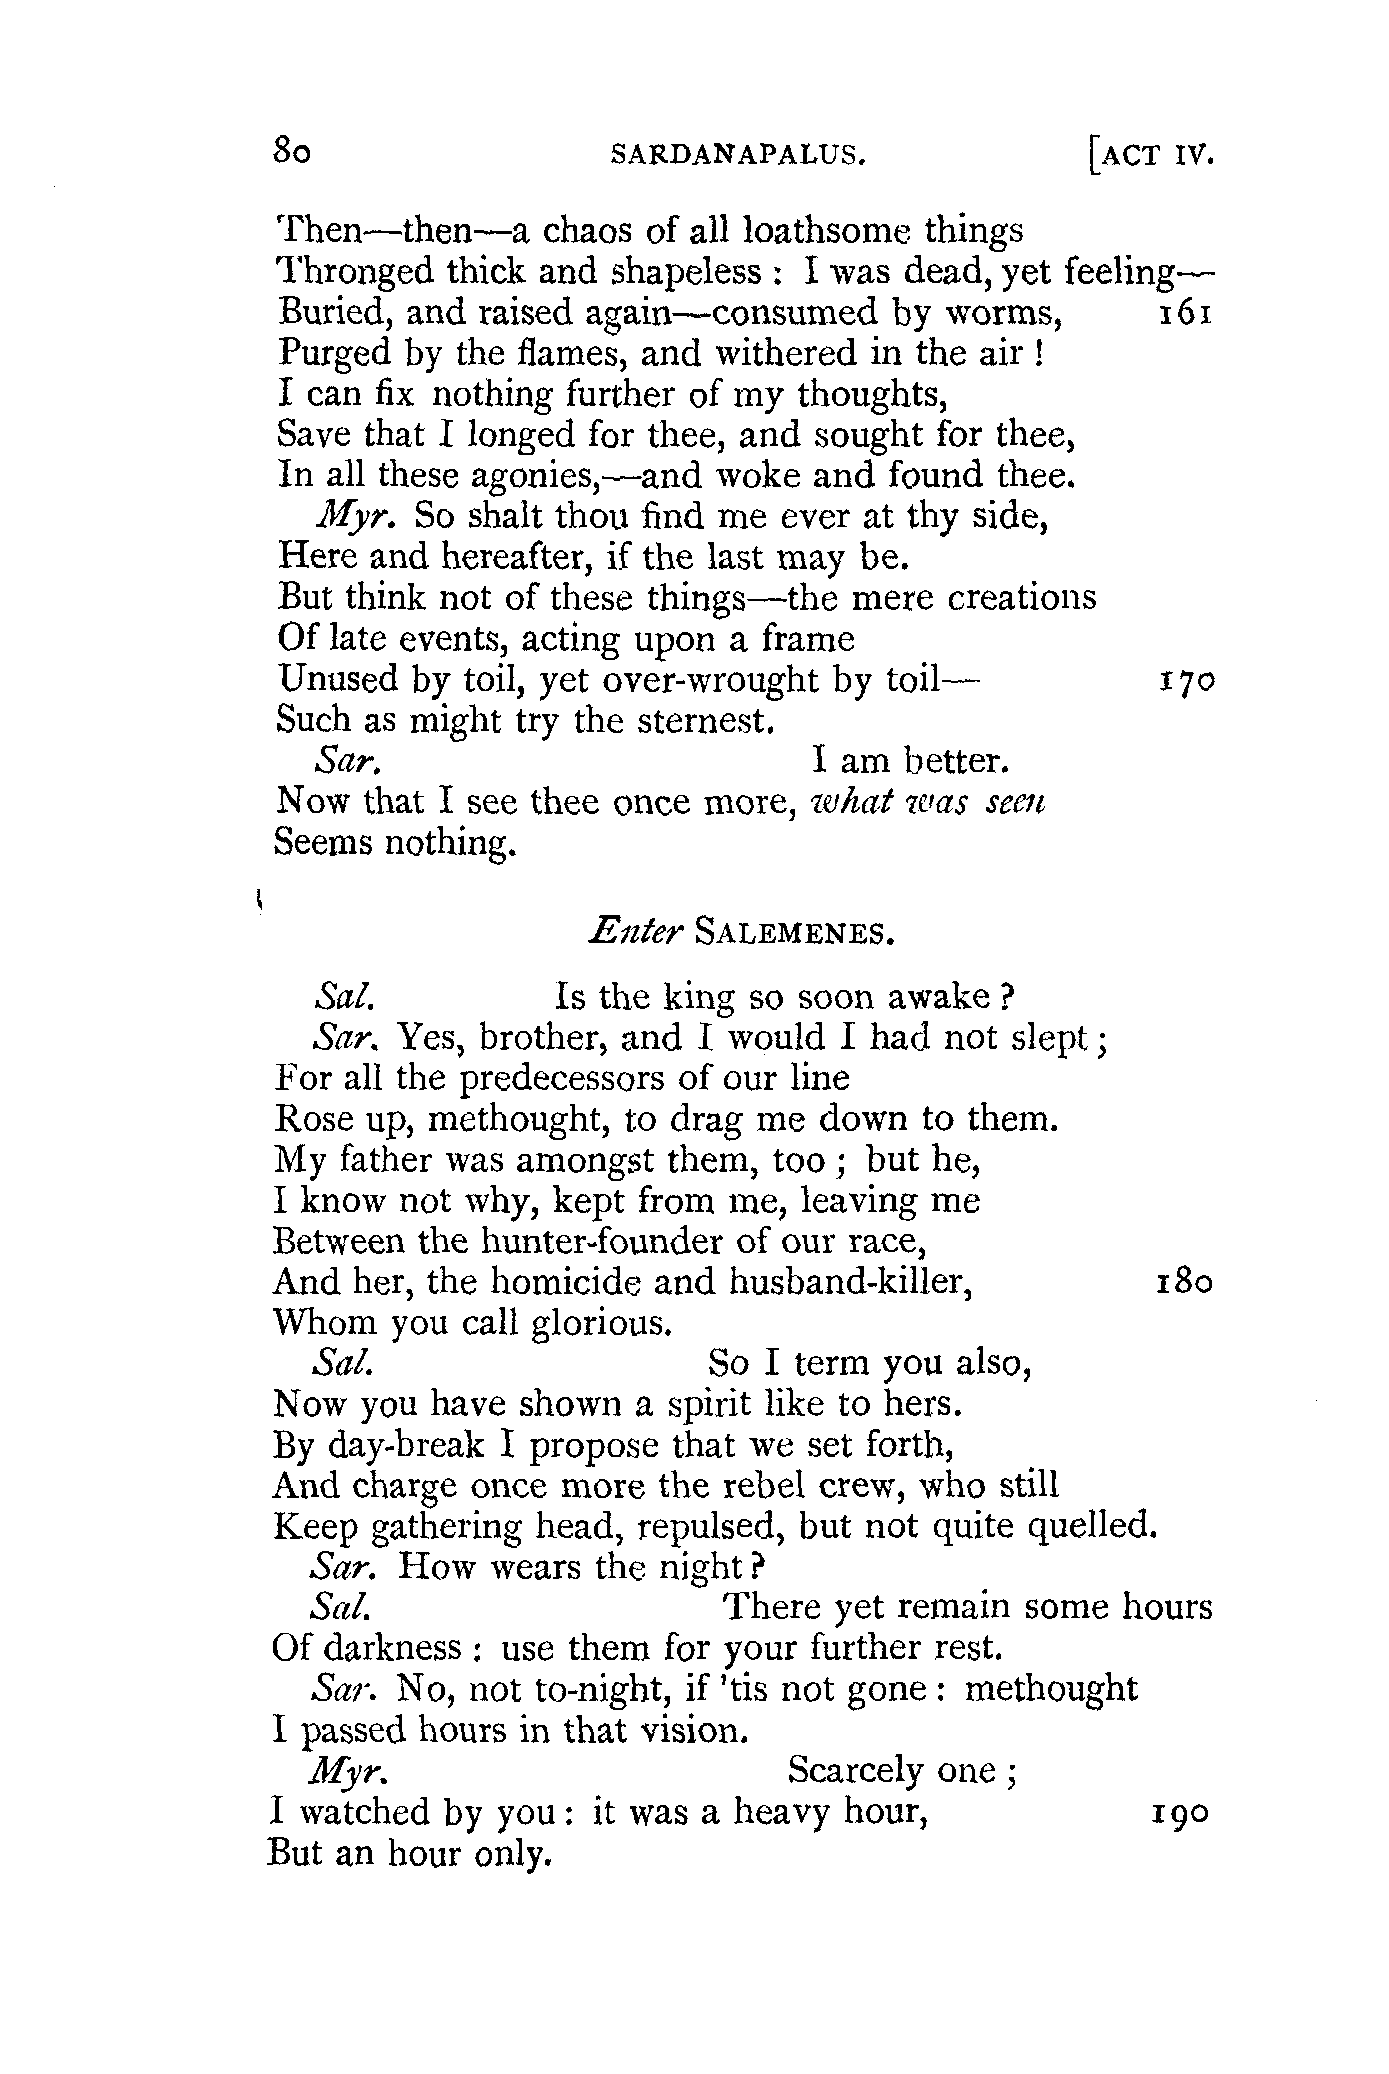 80 SARDANAPALUS. [ACT IV.
Then—then—a chaos of all loathsome things
Thronged thick and shapeless : I was dead, yet feeling—
Buried, and raised again—consumed by worms, 161
Purged by the flames, and withered in the air !
I can fix nothing further of my thoughts,
Save that I longed for thee, and sought for thee,
In all these agonies,—and woke and found thee.
Myr. So shalt thou find me ever at thy side,
Here and hereafter, if the last may be.
But think not of these things—the mere creations
Of late events, acting upon a frame
Unused by toil, yet over-wrought by toil— 170
Such as might try the sternest.
Sar. I am better.
Now that I see thee once more, what was seen
Seems nothing.
Enter SALEMENES.
Sal. Is the king so soon awake ?
Sar. Yes, brother, and I would I had not slept ;
For all the predecessors of our line
Rose up, methought, to drag me down to them.
My father was amongst them, too ; but he,
I know not why, kept from me, leaving me
Between the hunter-founder of our race,
And her, the homicide and husband-killer, 180
Whom you call glorious.
Sal. So I term you also,
Now you have shown a spirit like to hers.
By day-break I propose that we set forth,
And charge once more the rebel crew, who still
Keep gathering head, repulsed, but not quite quelled.
Sar. How wears the night ?
Sal. There yet remain some hours
Of darkness : use them for your further rest.
Sar. No, not to-night, if 'tis not gone : methought
I passed hours in that vision.
Myr. Scarcely one ;
I watched by you : it was a heavy hour, 190
But an hour only.